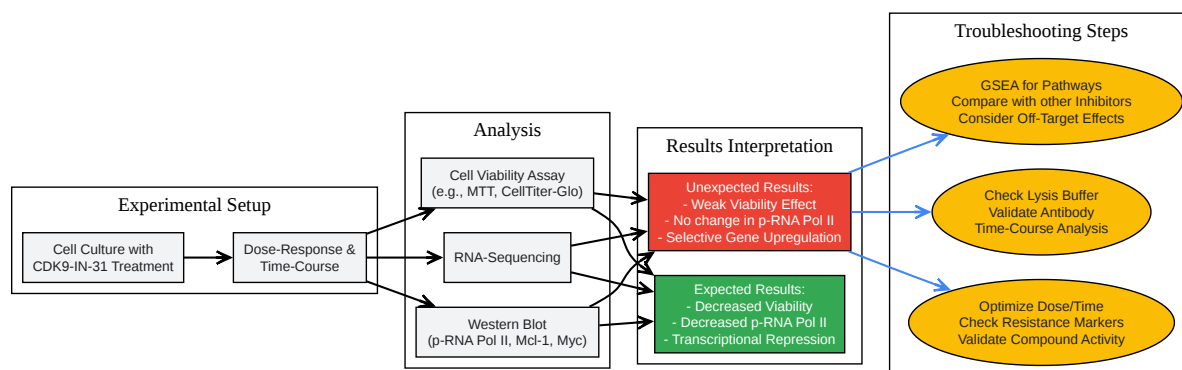 Experimental Setup
Cell Culture with
CDK9-IN-31 Treatment
Dose-Response &
Time-Course
Analysis
Cell Viability Assay
(e.g., MTT, CellTiter-Glo)
RNA-Sequencing
Western Blot
(p-RNA Pol II, Mcl-1, Myc)
Results Interpretation
Unexpected Results:
- Weak Viability Effect
- No change in p-RNA Pol II
- Selective Gene Upregulation
Expected Results:
- Decreased Viability
- Decreased p-RNA Pol II
- Transcriptional Repression
Troubleshooting Steps
GSEA for Pathways
Compare with other Inhibitors
Consider Off-Target Effects
Check Lysis Buffer
Validate Antibody
Time-Course Analysis
Optimize Dose/Time
Check Resistance Markers
Validate Compound Activity